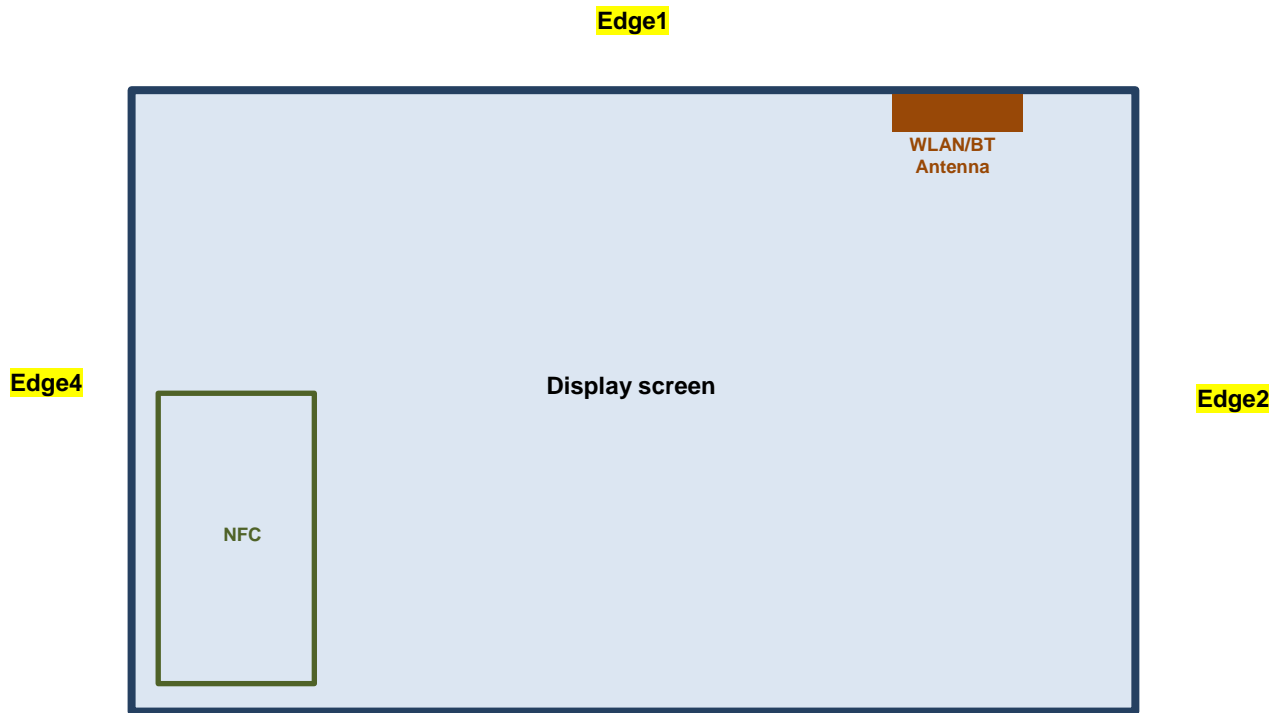 Edge1
WLAN/BT
Antenna
Edge4
Display screen
Edge2
NFC